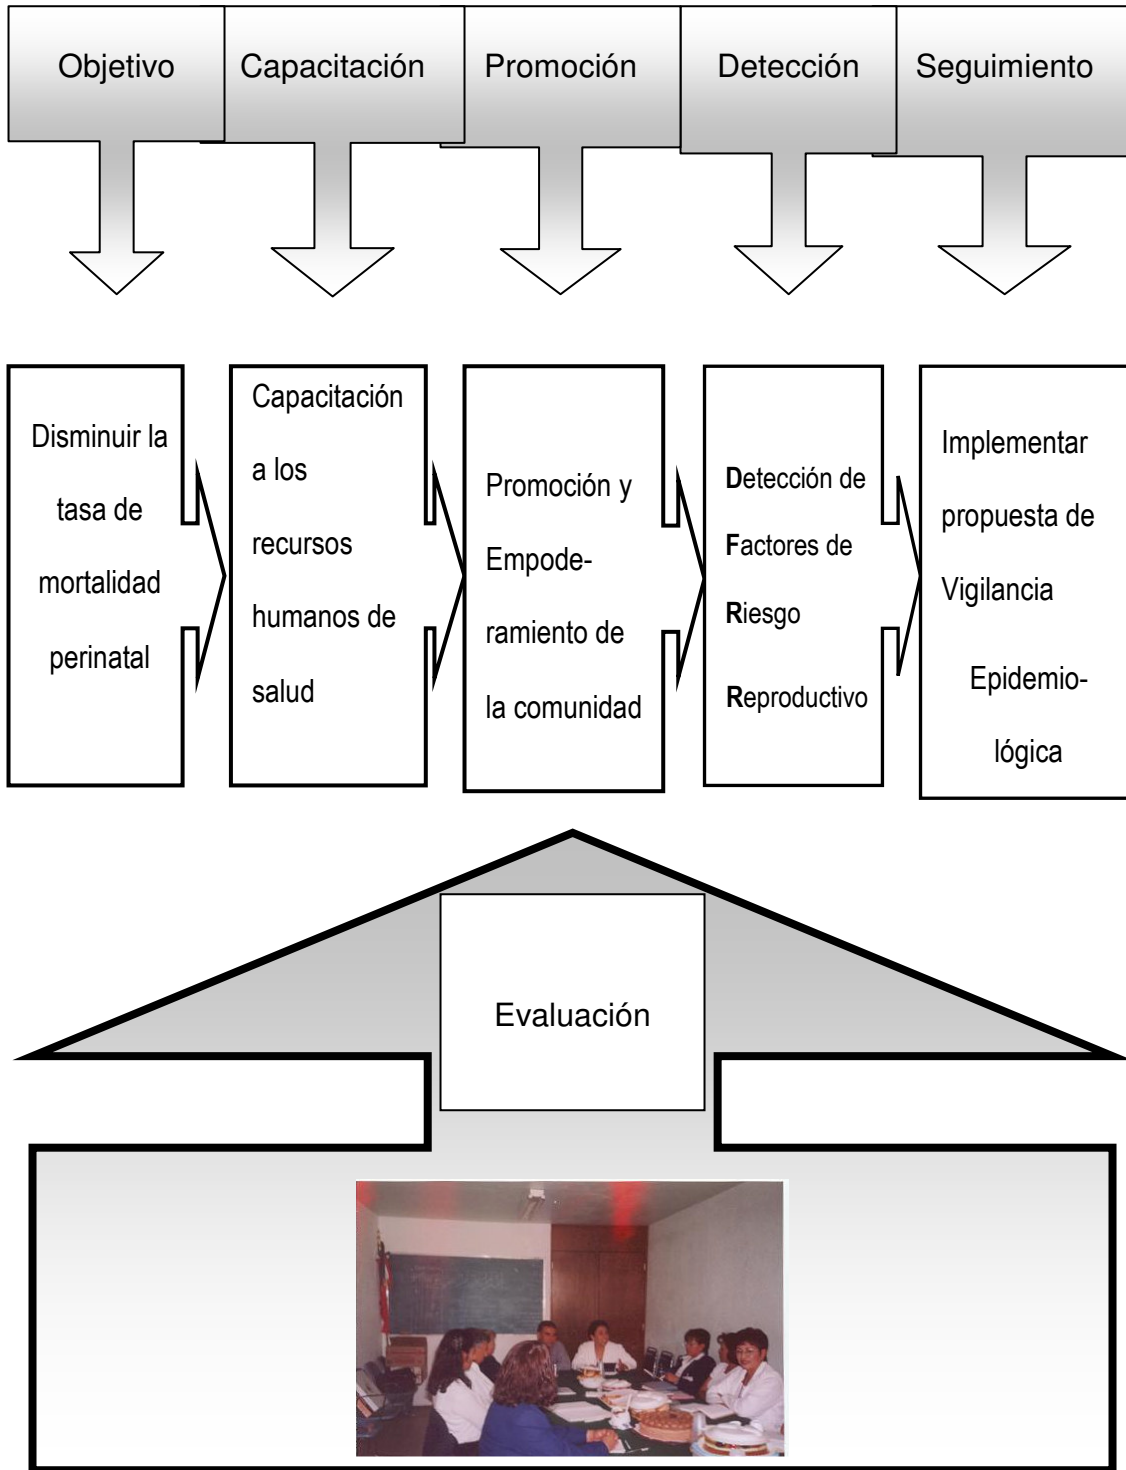 Objetivo
Capacitación
Promoción
Detección
Seguimiento
Disminuir la
tasa de
mortalidad
perinatal
Capacitación
a los
recursos
humanos de
salud
Promoción y
Empode-
ramiento de
la comunidad
Detección de
Factores de
Riesgo
Reproductivo
Implementar
propuesta de
Vigilancia
Epidemio-
lógica
Evaluación